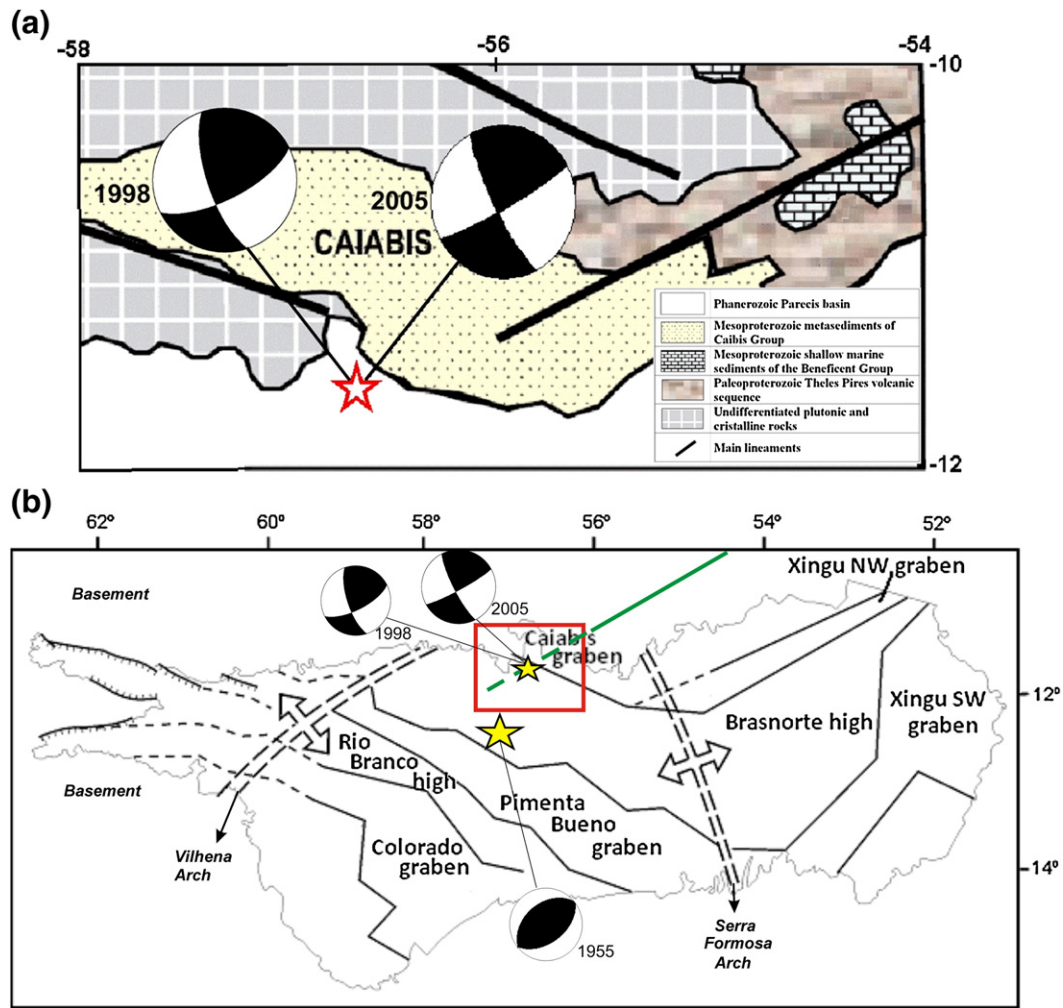 (a)
-58
-56
-54
-10
1998
2005
CAIABIS
Phanerozoic Parecis basin
Mesoproterozoic metasediments of
Caibis Group
Mesoproterozoic shallow marine
sediments of the Beneficent Group
Paleoproterozoic Theles Pires volcanic
sequence
Undifferentiated plutonic and
cristalline rocks
Main lineaments
-12
(b)
62º
60º
58º
56º
54º
52º
Basement
Xingu NW graben
2005
1998
Caiabis
graben
12º
Xingu SW
graben
Brasnorte high
Rio
Branco
high
Basement
Pimenta
Bueno
graben
Vilhena
Arch
Colorado
graben
14º
Serra
Formosa
Arch
1955